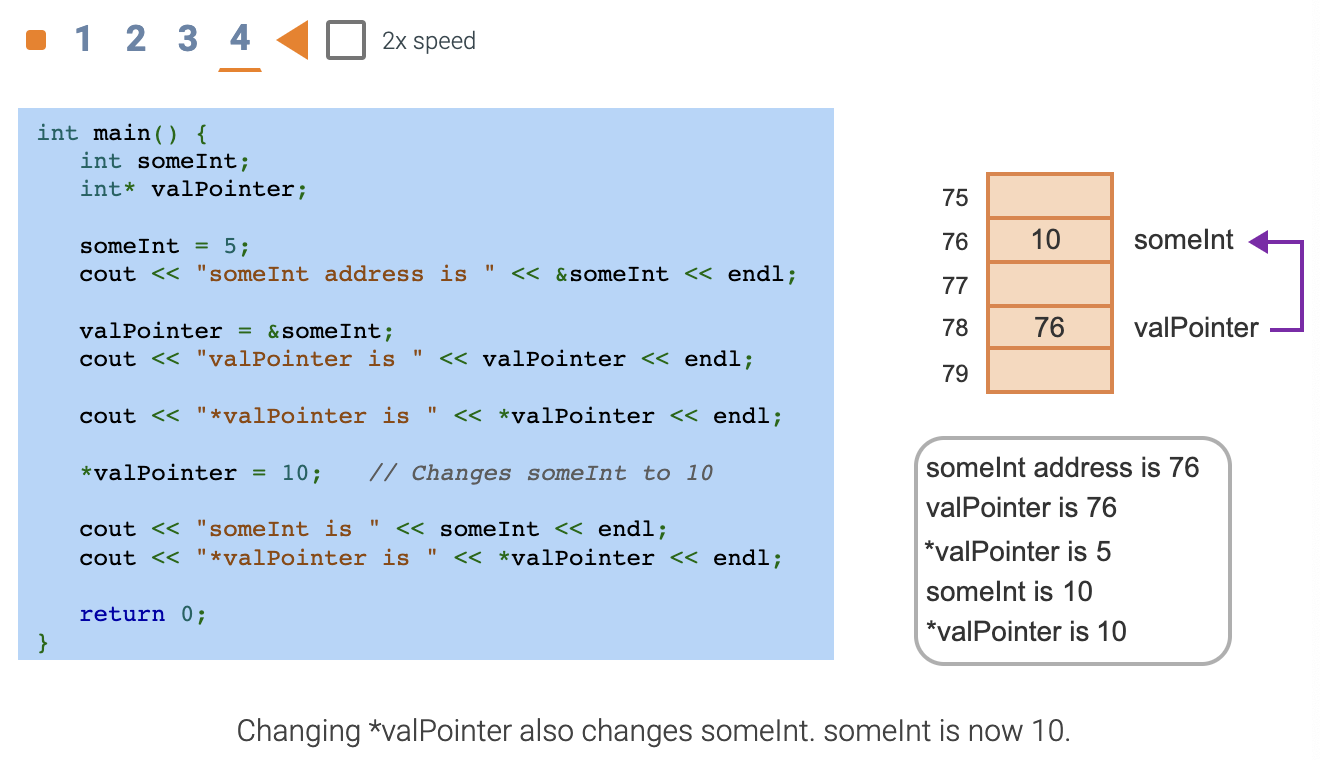 1 2 3 4 2x speed
int main() {
   int someInt;
   int* valPointer;
   someInt = 5;
   cout << "someInt address is " << &someInt << endl;
   valPointer = &someInt;
   cout << "valPointer is " << valPointer << endl;
   cout << "*valPointer is " << *valPointer << endl;
   *valPointer = 10;   // Changes someInt to 10
   cout << "someInt is " << someInt << endl;
   cout << "*valPointer is " << *valPointer << endl;
   return 0;
}
75
76 10 someInt
77
78 76 valPointer
79
someInt address is 76
valPointer is 76
*valPointer is 5
someInt is 10
*valPointer is 10
Changing *valPointer also changes someInt. someInt is now 10.